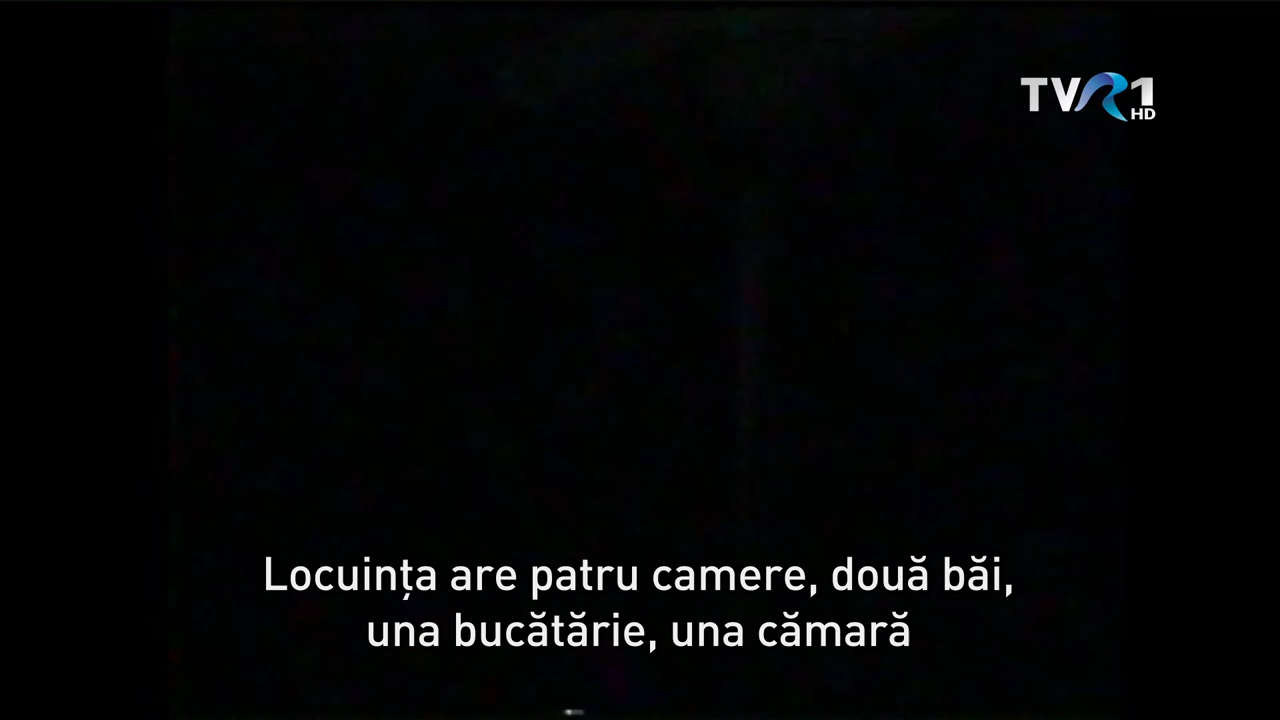 TVR1
HD
Locuința are patru camere, două băi,
una bucătărie, una cămară